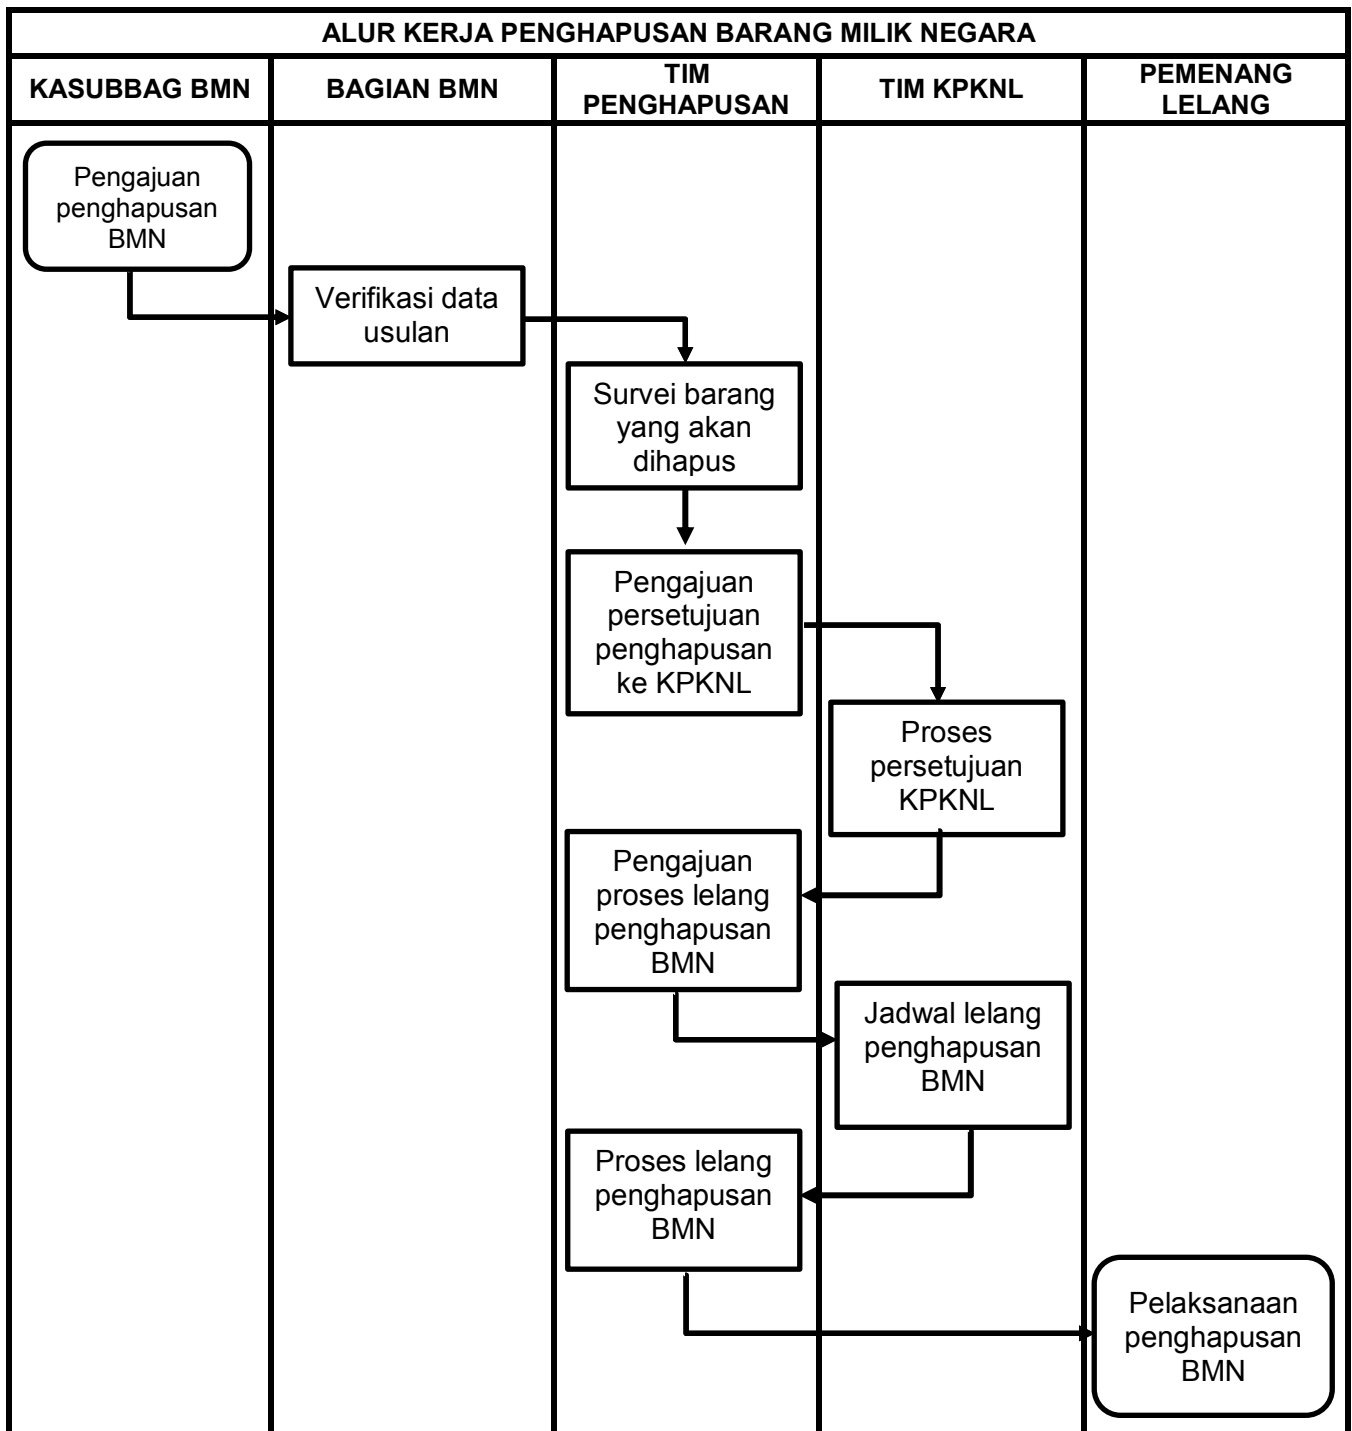 ALUR KERJA PENGHAPUSAN BARANG MILIK NEGARA
KASUBBAG BMN
BAGIAN BMN
TIM
PENGHAPUSAN
TIM KPKNL
PEMENANG
LELANG
Pengajuan
penghapusan
BMN
Verifikasi data
usulan
Survei barang
yang akan
dihapus
Pengajuan
persetujuan
penghapusan
ke KPKNL
Proses
persetujuan
KPKNL
Pengajuan
proses lelang
penghapusan
BMN
Jadwal lelang
penghapusan
BMN
Proses lelang
penghapusan
BMN
Pelaksanaan
penghapusan
BMN